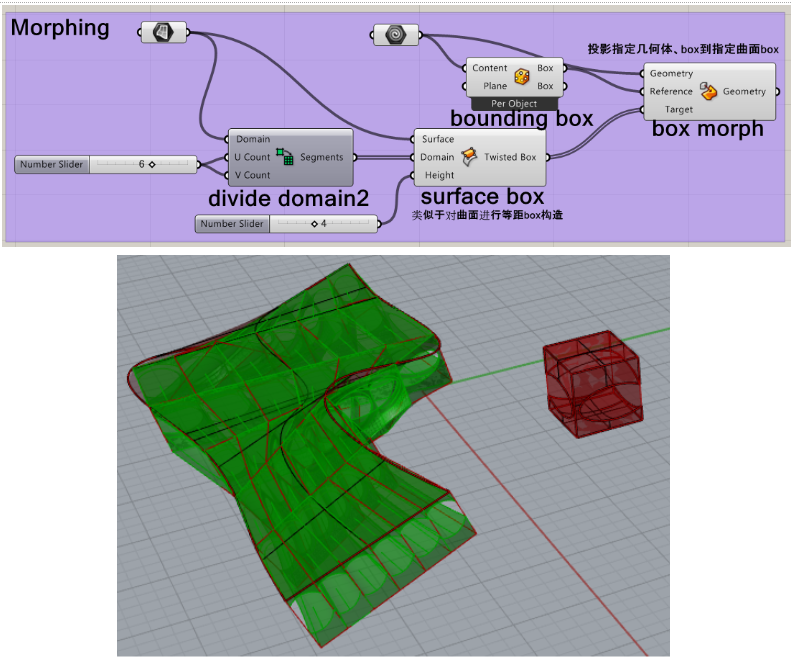 Morphing
投影指定几何体、box到指定曲面box
Content Box
Plane Box
Per Object
bounding box
Geometry
Reference Geometry
Target
box morph
Domain
U Count Segments
V Count
divide domain2
Number Slider 6
Surface
Domain Twisted Box
Height
surface box
类似于对曲面进行等距box构造
Number Slider 4